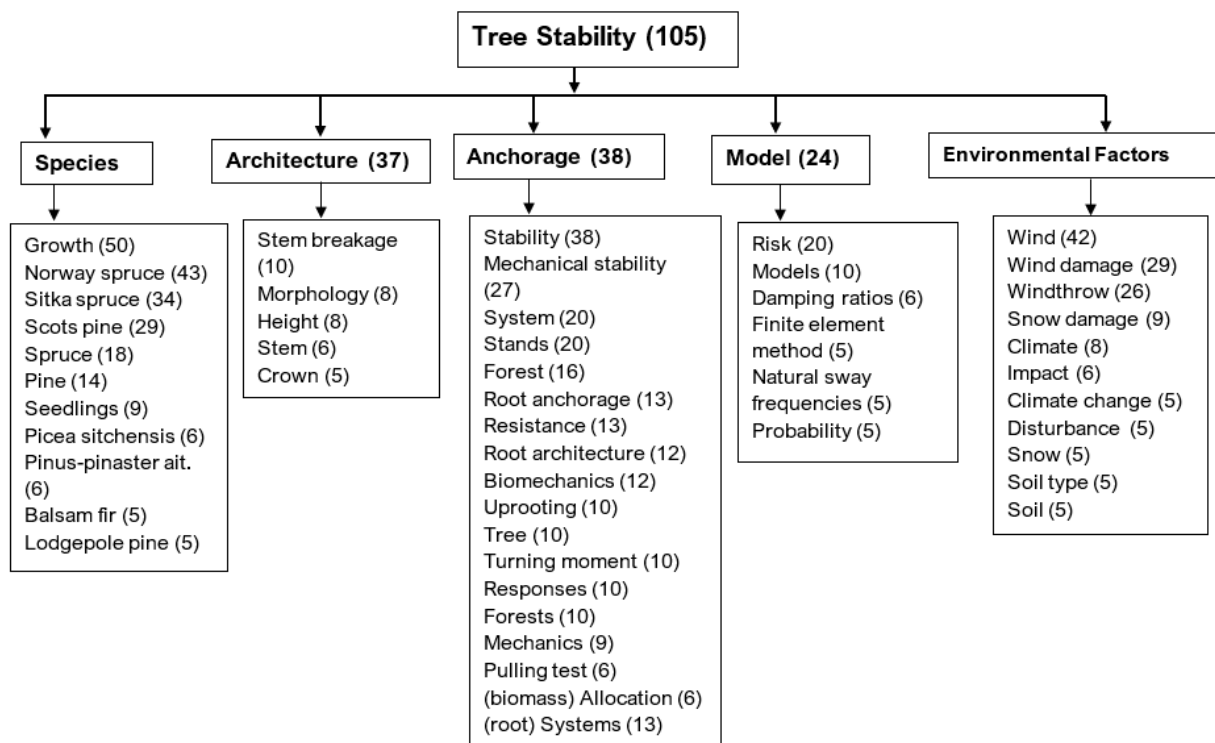 Tree Stability (105)
Species
Architecture (37)
Anchorage (38)
Model (24)
Environmental Factors
Growth (50)
Norway spruce (43)
Sitka spruce (34)
Scots pine (29)
Spruce (18)
Pine (14)
Seedlings (9)
Picea sitchensis (6)
Pinus-pinaster ait.
(6)
Balsam fir (5)
Lodgepole pine (5)
Stem breakage
(10)
Morphology (8)
Height (8)
Stem (6)
Crown (5)
Stability (38)
Mechanical stability
(27)
System (20)
Stands (20)
Forest (16)
Root anchorage (13)
Resistance (13)
Root architecture (12)
Biomechanics (12)
Uprooting (10)
Tree (10)
Turning moment (10)
Responses (10)
Forests (10)
Mechanics (9)
Pulling test (6)
(biomass) Allocation (6)
(root) Systems (13)
Risk (20)
Models (10)
Damping ratios (6)
Finite element
method (5)
Natural sway
frequencies (5)
Probability (5)
Wind (42)
Wind damage (29)
Windthrow (26)
Snow damage (9)
Climate (8)
Impact (6)
Climate change (5)
Disturbance (5)
Snow (5)
Soil type (5)
Soil (5)